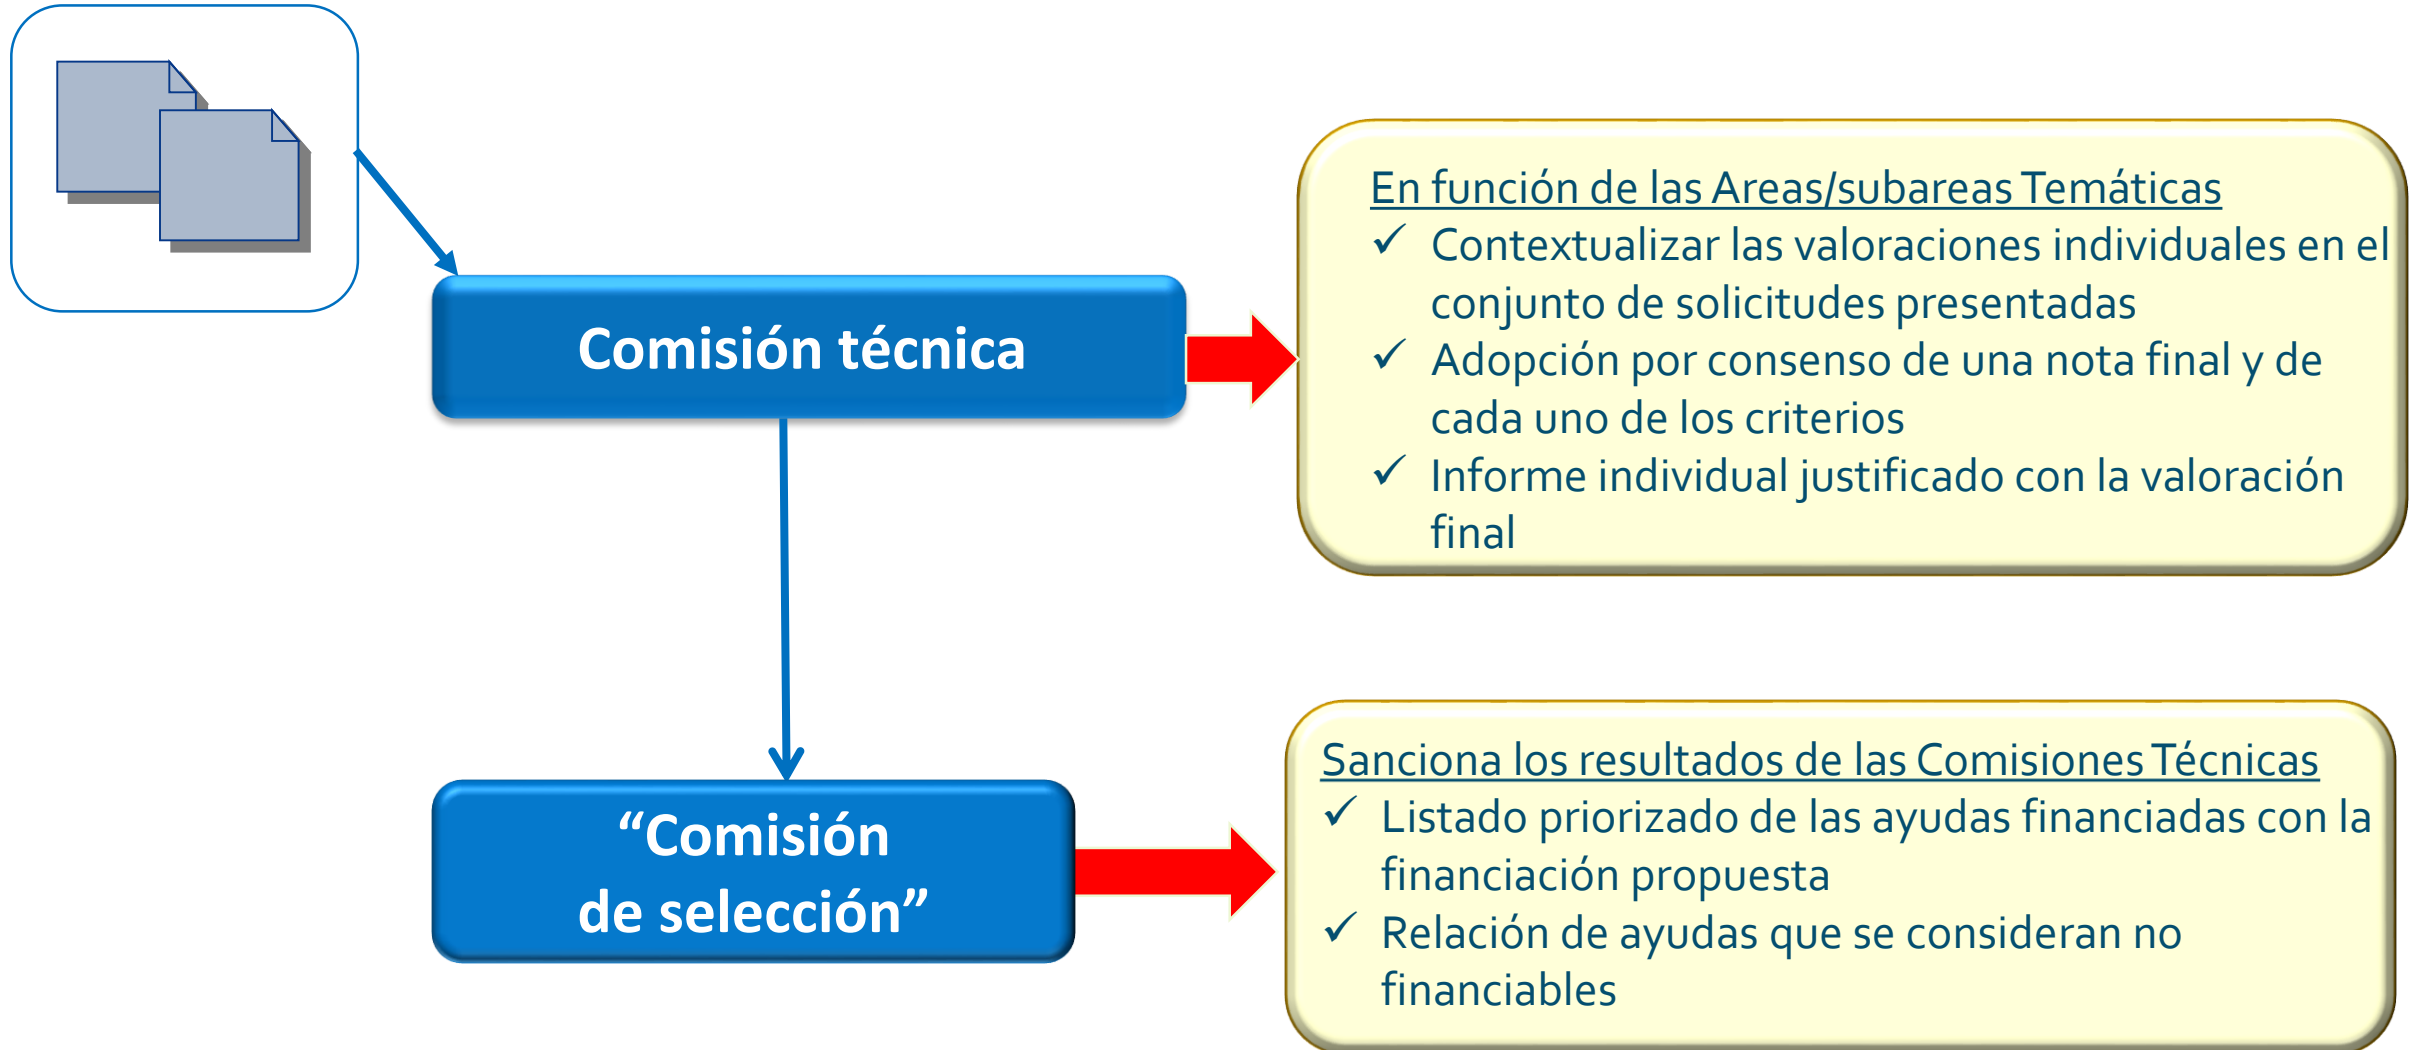 En función de las Areas/subareas Temáticas
✓ Contextualizar las valoraciones individuales en el
conjunto de solicitudes presentadas
✓ Adopción por consenso de una nota final y de
cada uno de los criterios
✓ Informe individual justificado con la valoración
final
Comisión técnica
Sanciona los resultados de las Comisiones Técnicas
✓ Listado priorizado de las ayudas financiadas con la
financiación propuesta
✓ Relación de ayudas que se consideran no
financiables
“Comisión
de selección”